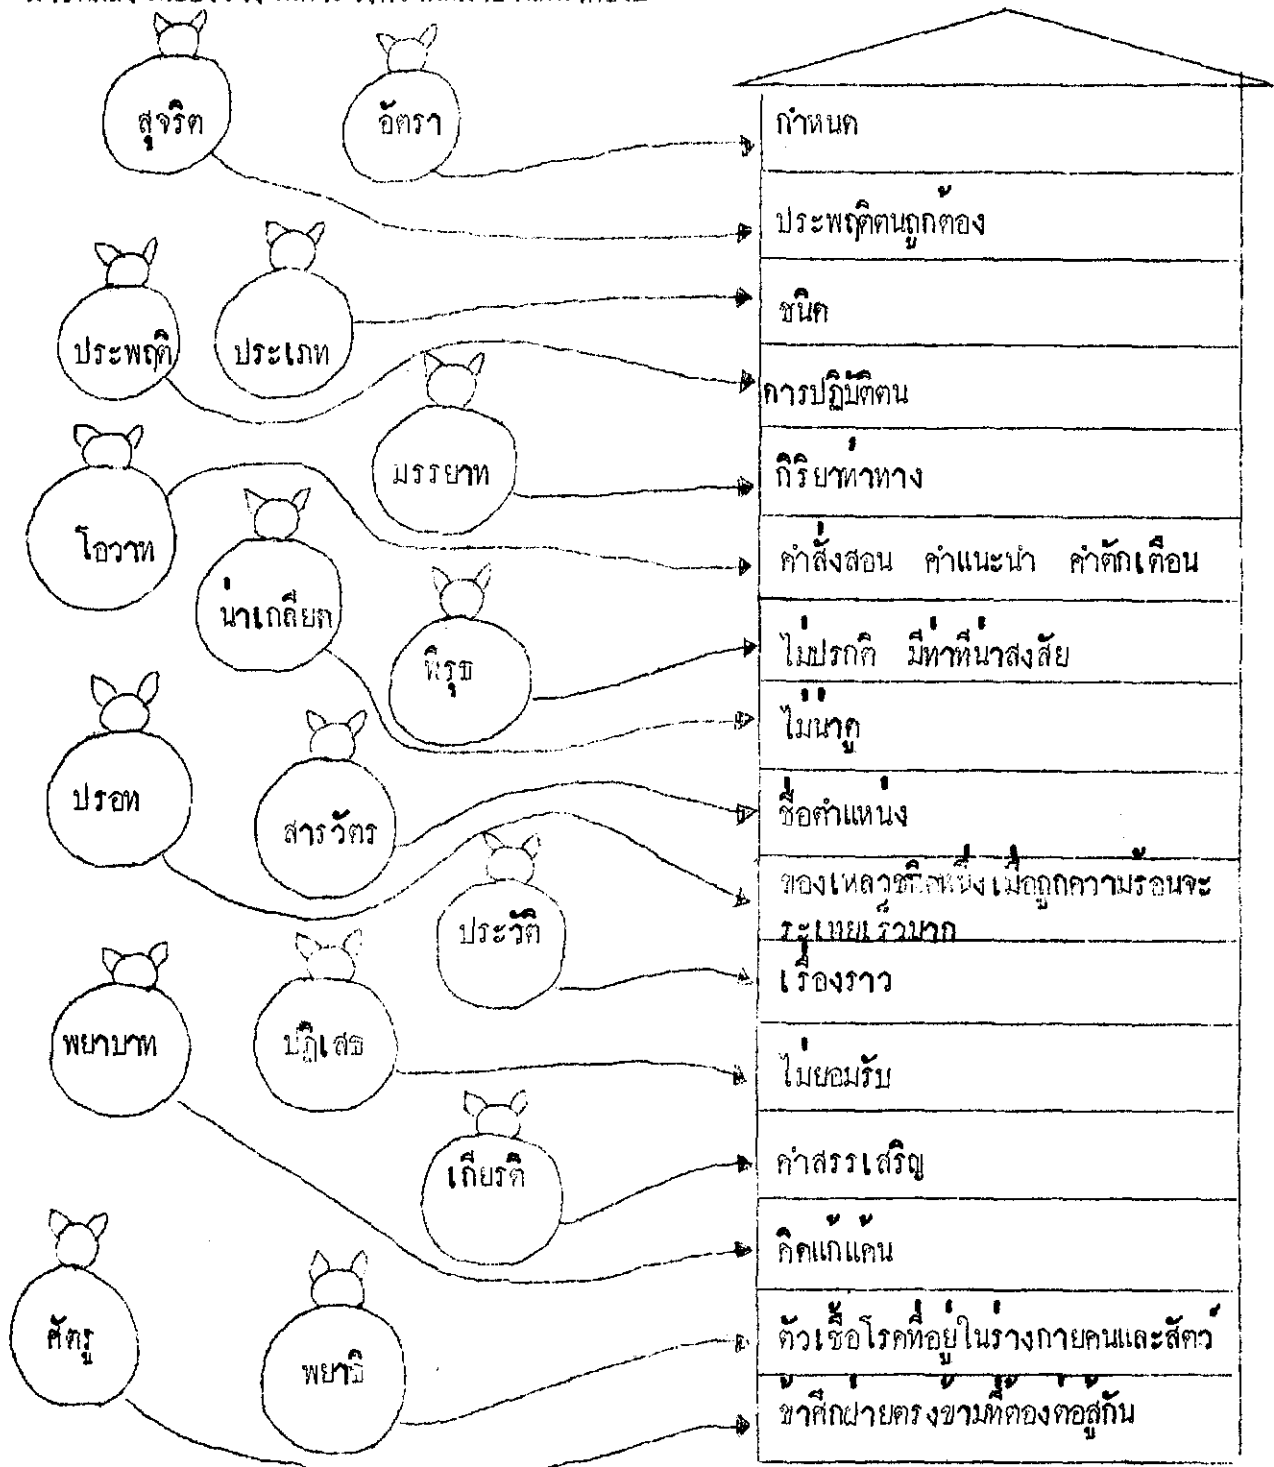 สุจริต
อัตรา
กำหนด
ประพฤติตนถูกต้อง
ประพฤติ
ประเภท
ชนิด
การปฏิบัติตน
มรรยาท
กิริยาท่าทาง
โอวาท
น่าเกลียด
คำสั่งสอน คำแนะนำ คำตักเตือน
พิรุธ
ไม่ปรกติ มีท่าที่น่าสงสัย
ไม่น่าดู
ปรอท
สารวัตร
ชื่อตำแหน่ง
ของเหลวชนิดหนึ่งเมื่อถูกความร้อนจะ
ระเหยเร็วมาก
ประวัติ
เรื่องราว
พยาบาท
ปฏิเสธ
ไม่ยอมรับ
เกียรติ
คำสรรเสริญ
คิดแก้แค้น
ศัตรู
พยาธิ
ตัวเชื้อโรคที่อยู่ในร่างกายคนและสัตว์
ข้าศึกฝ่ายตรงข้ามที่ต้องต่อสู้กัน